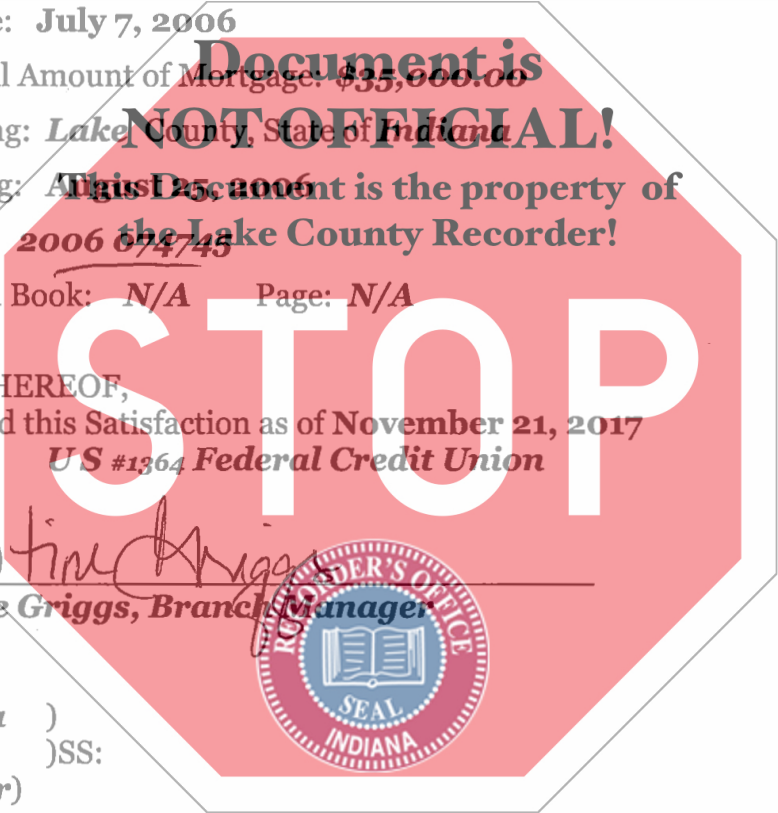 e: July 7, 2006
Document is
l Amount of Mortgage: $35,000.00
NOT OFFICIAL!
ng: Lake County, State of Indiana
g: August 25, 2006
This Document is the property of
2006 074745
the Lake County Recorder!
Book: N/A Page: N/A
STOP
HEREOF,
d this Satisfaction as of November 21, 2017
U S #1364 Federal Credit Union
e Griggs, Branch Manager
RECORDER'S OFFICE
SEAL
INDIANA
a )
)SS:
r)